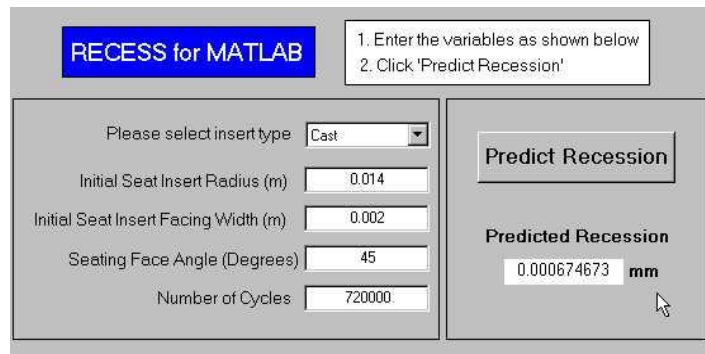 RECESS for MATLAB
1. Enter the variables as shown below
2. Click 'Predict Recession'
Please select insert type Cast
Initial Seat Insert Radius (m) 0.014
Initial Seat Insert Facing Width (m) 0.002
Seating Face Angle (Degrees) 45
Number of Cycles 720000
Predict Recession
Predicted Recession
0.000674673 mm